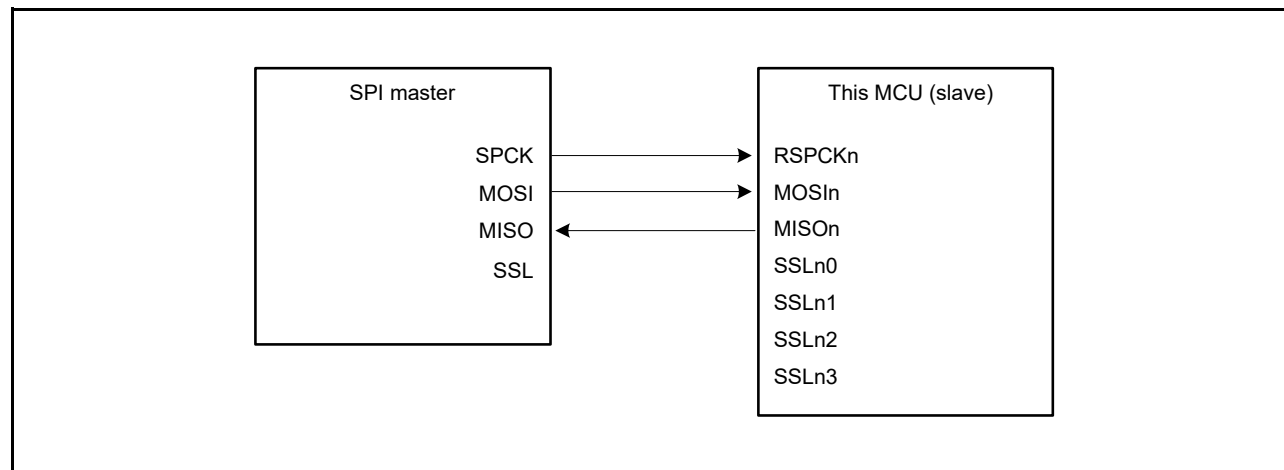 SPI master
SPCK
MOSI
MISO
SSL
This MCU (slave)
RSPCKn
MOSIn
MISOn
SSLn0
SSLn1
SSLn2
SSLn3